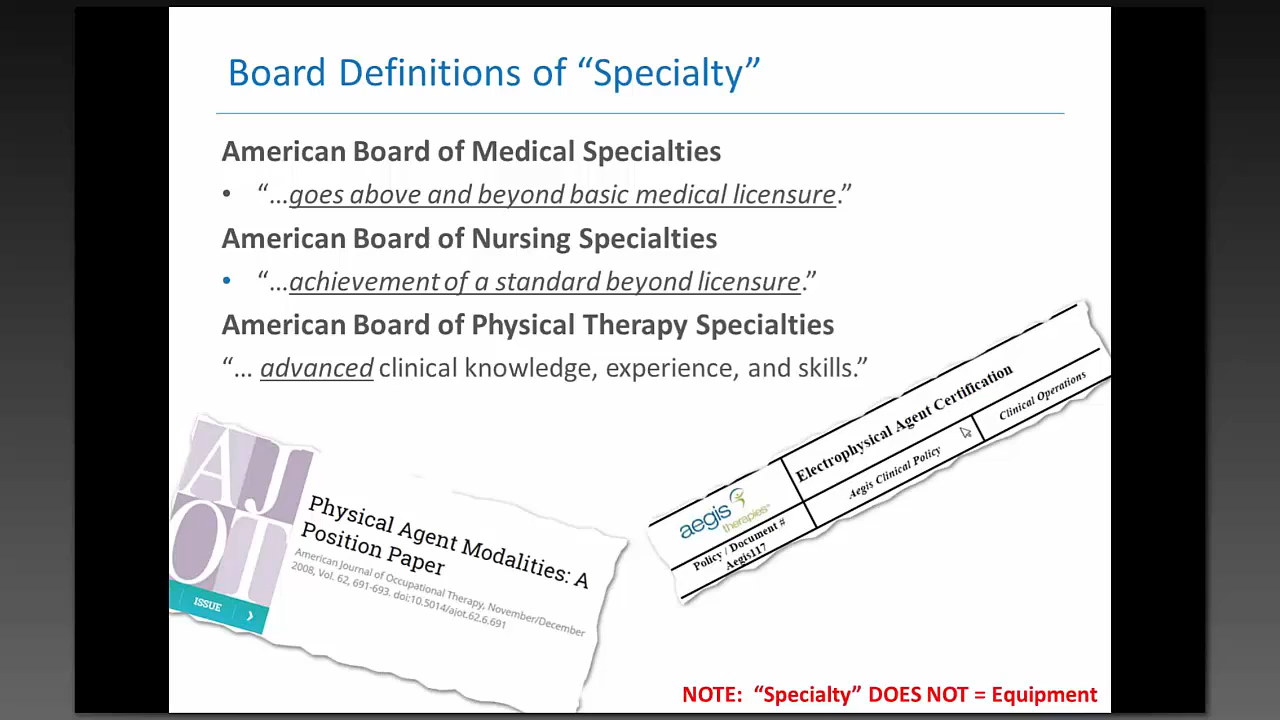 Board Definitions of “Specialty”
American Board of Medical Specialties
• “…goes above and beyond basic medical licensure.”
American Board of Nursing Specialties
• “…achievement of a standard beyond licensure.”
American Board of Physical Therapy Specialties
“… advanced clinical knowledge, experience, and skills.”
Electrophysical Agent Certification
Aegis Clinical Policy
Clinical Operations
aegis
therapies™
Policy / Document #
Aegis117
AJ
OT
ISSUE ❯
Physical Agent Modalities: A
Position Paper
American Journal of Occupational Therapy, November/December
2008, Vol. 62, 691-693. doi:10.5014/ajot.62.6.691
NOTE: “Specialty” DOES NOT = Equipment